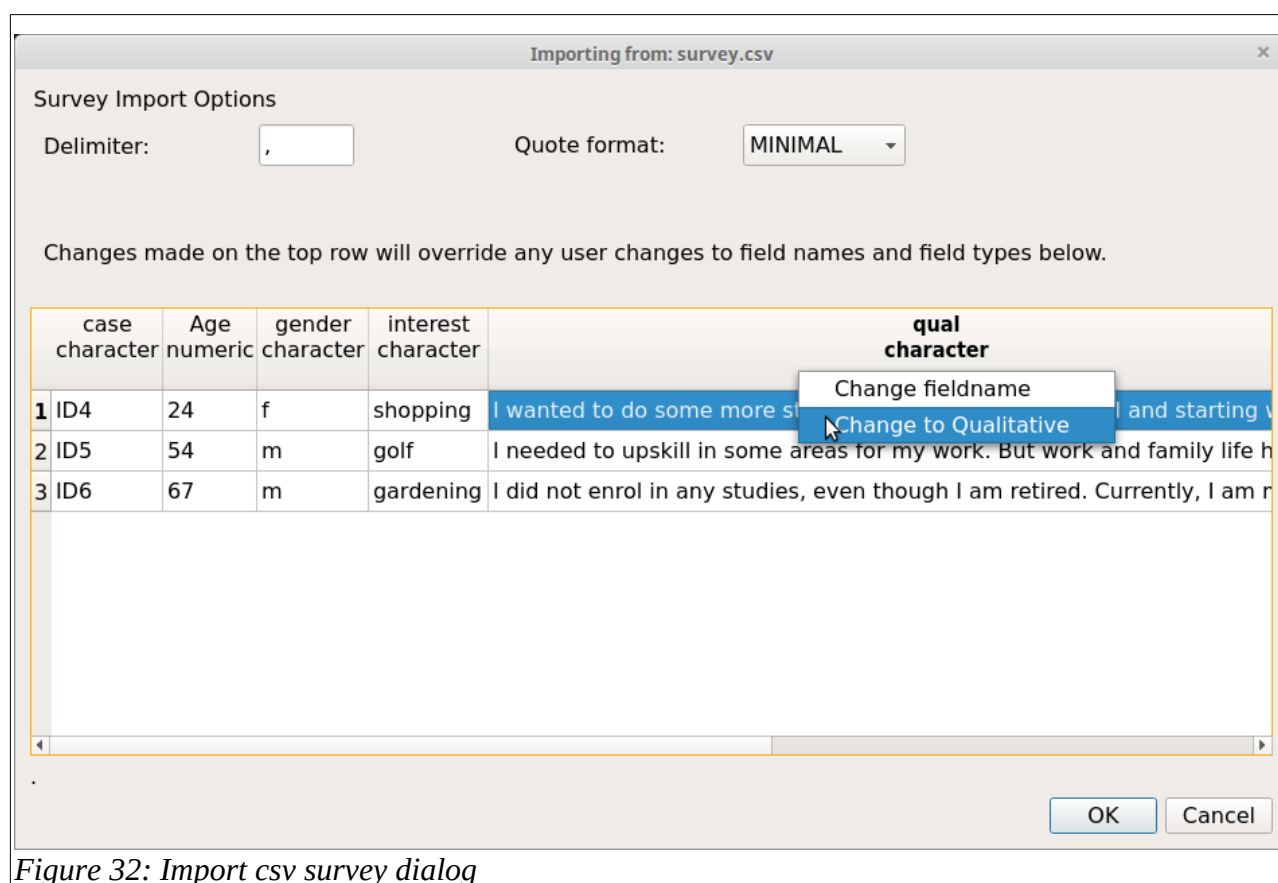 Importing from: survey.csv ×
Survey Import Options
Delimiter: , Quote format: MINIMAL
Changes made on the top row will override any user changes to field names and field types below.
case Age gender interest qual
character numeric character character character
Change fieldname
1 ID4 24 f shopping I wanted to do some more and starting
Change to Qualitative
2 ID5 54 m golf I needed to upskill in some areas for my work. But work and family life
3 ID6 67 m gardening I did not enrol in any studies, even though I am retired. Currently, I am
.
OK Cancel
Figure 32: Import csv survey dialog